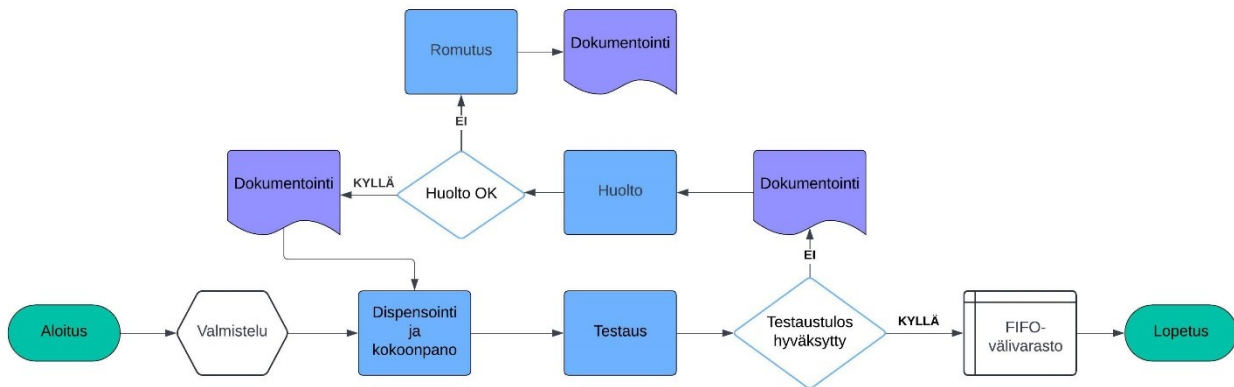 Romutus
Dokumentointi
EI
Dokumentointi
KYLLÄ
Huolto OK
Huolto
Dokumentointi
EI
Aloitus
Valmistelu
Dispensointi
ja
kokoonpano
Testaus
Testaustulos
hyväksytty
KYLLÄ
FIFO-
välivarasto
Lopetus